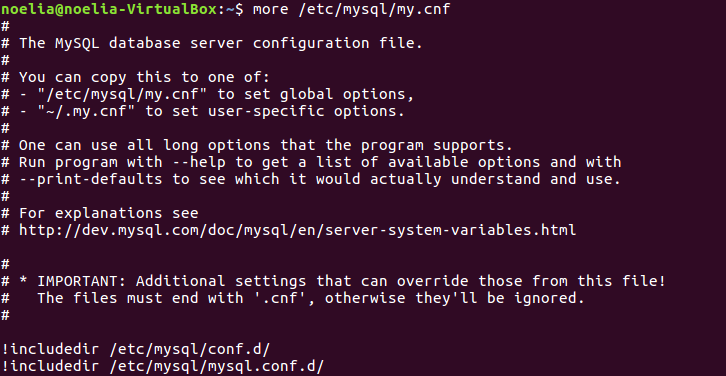 noelia@noelia-VirtualBox:~$ more /etc/mysql/my.cnf
#
# The MySQL database server configuration file.
#
# You can copy this to one of:
# - "/etc/mysql/my.cnf" to set global options,
# - "~/.my.cnf" to set user-specific options.
#
# One can use all long options that the program supports.
# Run program with --help to get a list of available options and with
# --print-defaults to see which it would actually understand and use.
#
# For explanations see
# http://dev.mysql.com/doc/mysql/en/server-system-variables.html

#
# * IMPORTANT: Additional settings that can override those from this file!
#   The files must end with '.cnf', otherwise they'll be ignored.
#

!includedir /etc/mysql/conf.d/
!includedir /etc/mysql/mysql.conf.d/